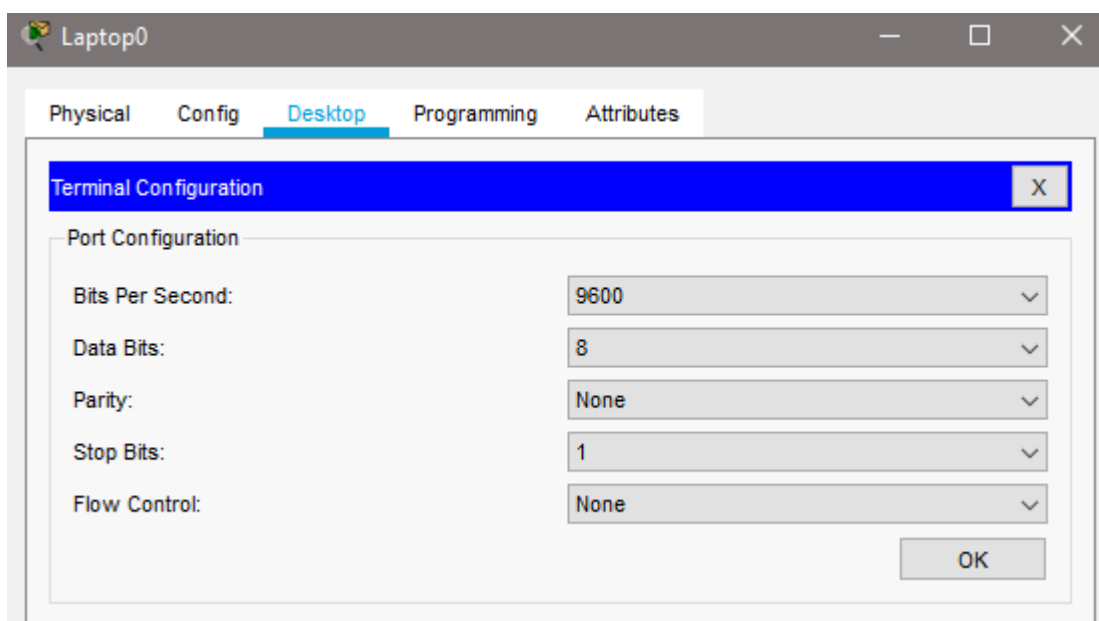 Laptop0
Physical Config Desktop Programming Attributes
Terminal Configuration X
Port Configuration
Bits Per Second: 9600
Data Bits: 8
Parity: None
Stop Bits: 1
Flow Control: None
OK